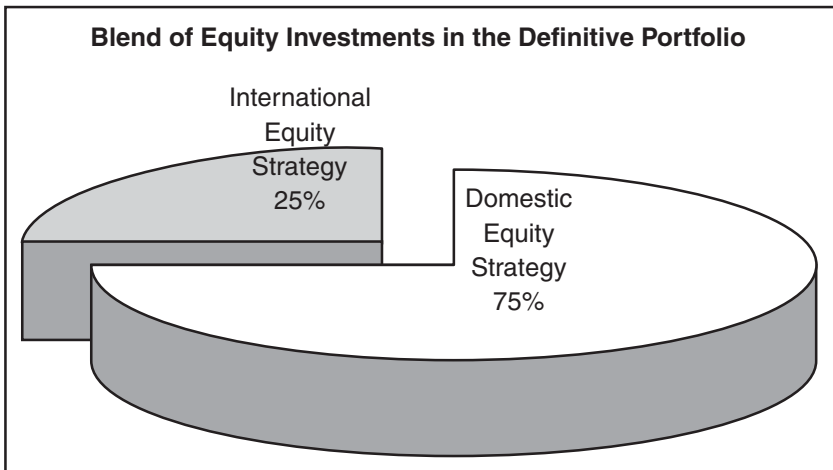 Blend of Equity Investments in the Definitive Portfolio
International
Equity
Strategy
25%
Domestic
Equity
Strategy
75%